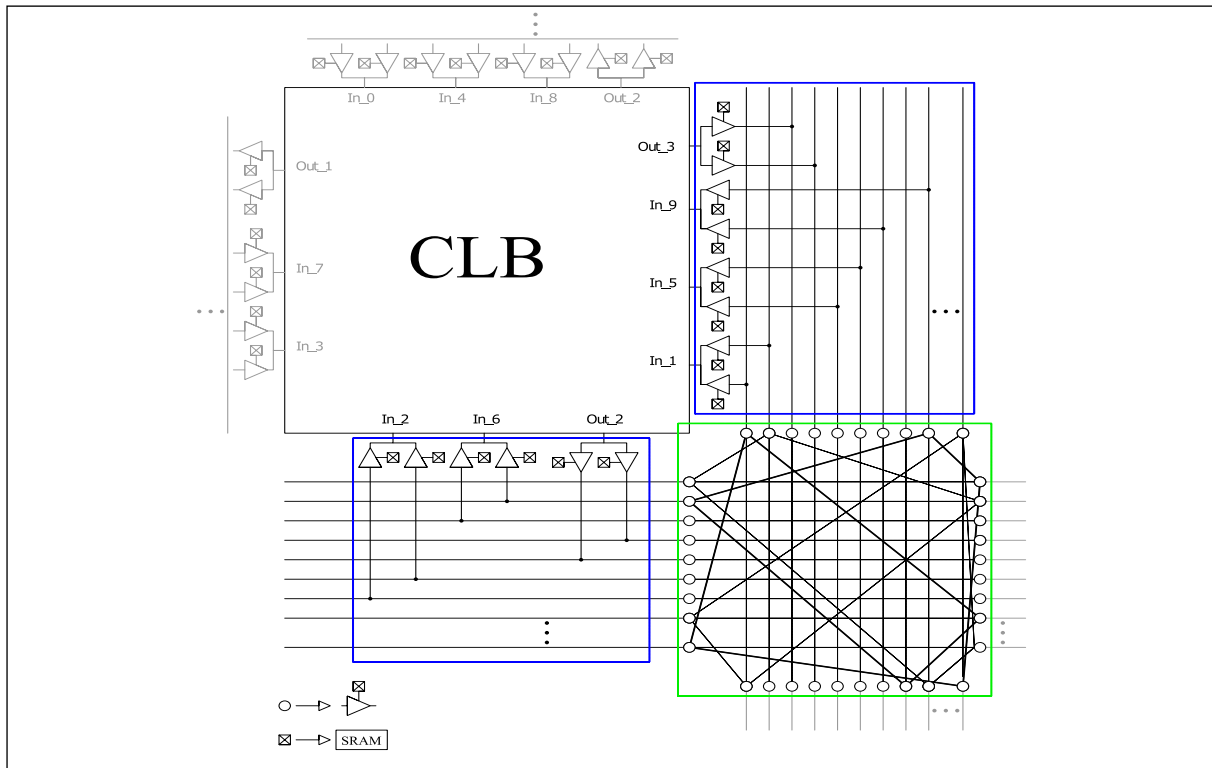 In_0 In_4 In_8 Out_2
Out_3
Out_1
In_9
CLB
In_7
In_5
In_3
In_1
In_2 In_6 Out_2
SRAM